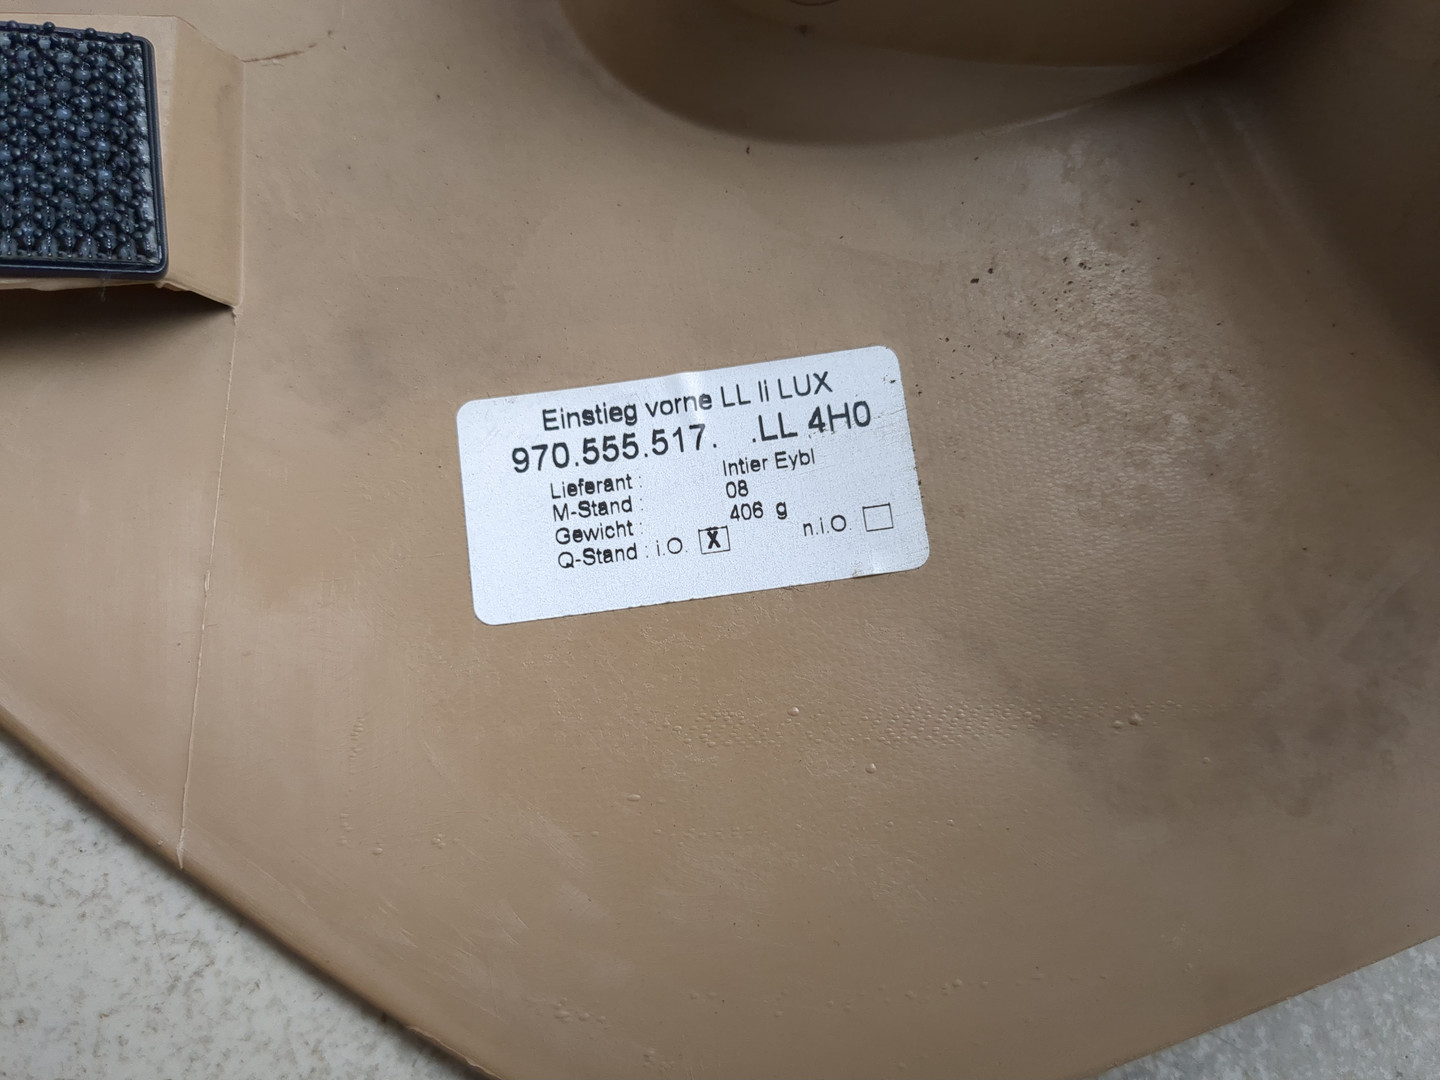 Einstieg vorne LL li LUX
970.555.517. .LL 4H0
Lieferant : Intier Eybl
M-Stand : 08
Gewicht : 406 g
Q-Stand : i.O. X n.i.O.